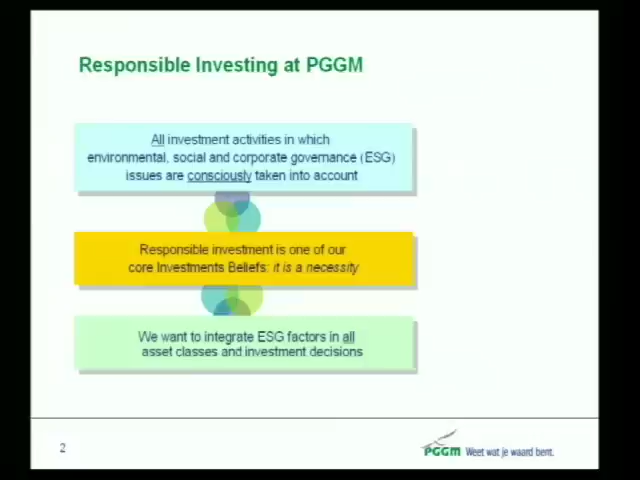 Responsible Investing at PGGM
All investment activities in which
environmental, social and corporate governance (ESG)
issues are consciously taken into account
Responsible investment is one of our
core Investments Beliefs: it is a necessity
We want to integrate ESG factors in all
asset classes and investment decisions
2
PGGM Weet wat je waard bent.